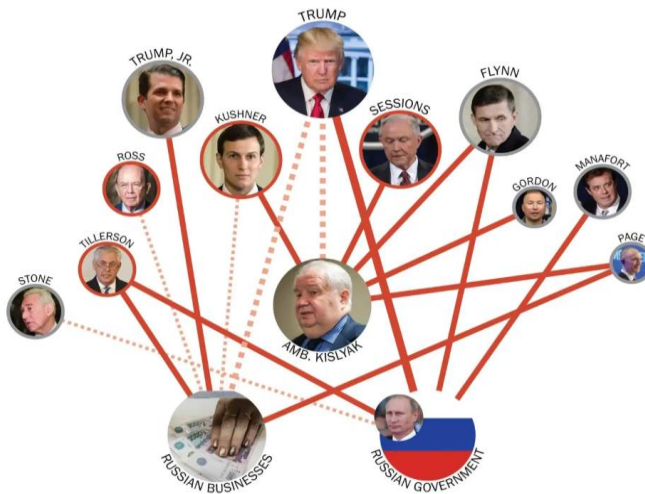 TRUMP
TRUMP, JR.
FLYNN
KUSHNER
SESSIONS
ROSS
GORDON
MANAFORT
TILLERSON
PAGE
STONE
AMB. KISLYAK
RUSSIAN BUSINESSES
RUSSIAN GOVERNMENT